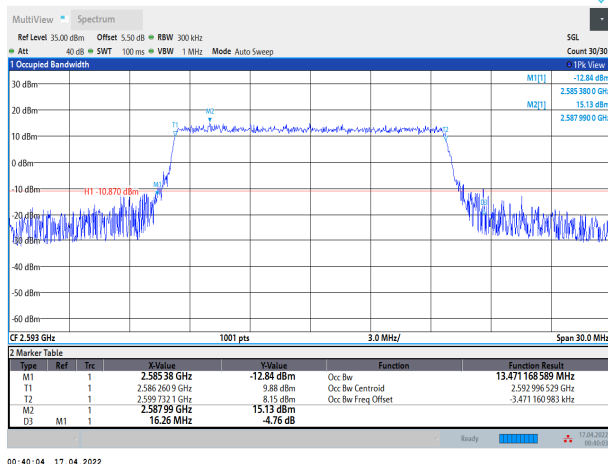 MultiView Spectrum
Ref Level 35.00 dBm Offset 5.50 dB RBW 300 kHz SGL
Att 40 dB SWT 100 ms VBW 1 MHz Mode Auto Sweep Count 30/30
1 Occupied Bandwidth 1Pk View
M1[1] -12.84 dBm
2.585 380 0 GHz
M2[1] 15.13 dBm
2.587 990 0 GHz
30 dBm
20 dBm
M2
T1
T2
10 dBm
0 dBm
-10 dBm
M1
H1 -10,870 dBm
D3
-20 dBm
-30 dBm
-40 dBm
-50 dBm
-60 dBm
CF 2.593 GHz 1001 pts 3.0 MHz/ Span 30.0 MHz
2 Marker Table
Type Ref Trc X-Value Y-Value Function Function Result
M1 1 2.585 38 GHz -12.84 dBm Occ Bw 13.471 168 589 MHz
T1 1 2.586 260 9 GHz 9.88 dBm Occ Bw Centroid 2.592 996 529 GHz
T2 1 2.599 732 1 GHz 8.15 dBm Occ Bw Freq Offset -3.471 160 983 kHz
M2 1 2.587 99 GHz 15.13 dBm
D3 M1 1 16.26 MHz -4.76 dB
Ready 17.04.2022
00:40:03
00:40:04 17.04.2022